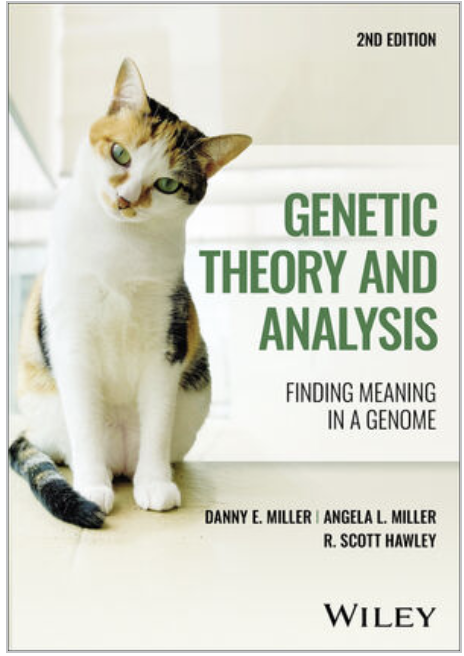 2ND EDITION
GENETIC
THEORY AND
ANALYSIS
FINDING MEANING
IN A GENOME
DANNY E. MILLER | ANGELA L. MILLER
R. SCOTT HAWLEY
WILEY